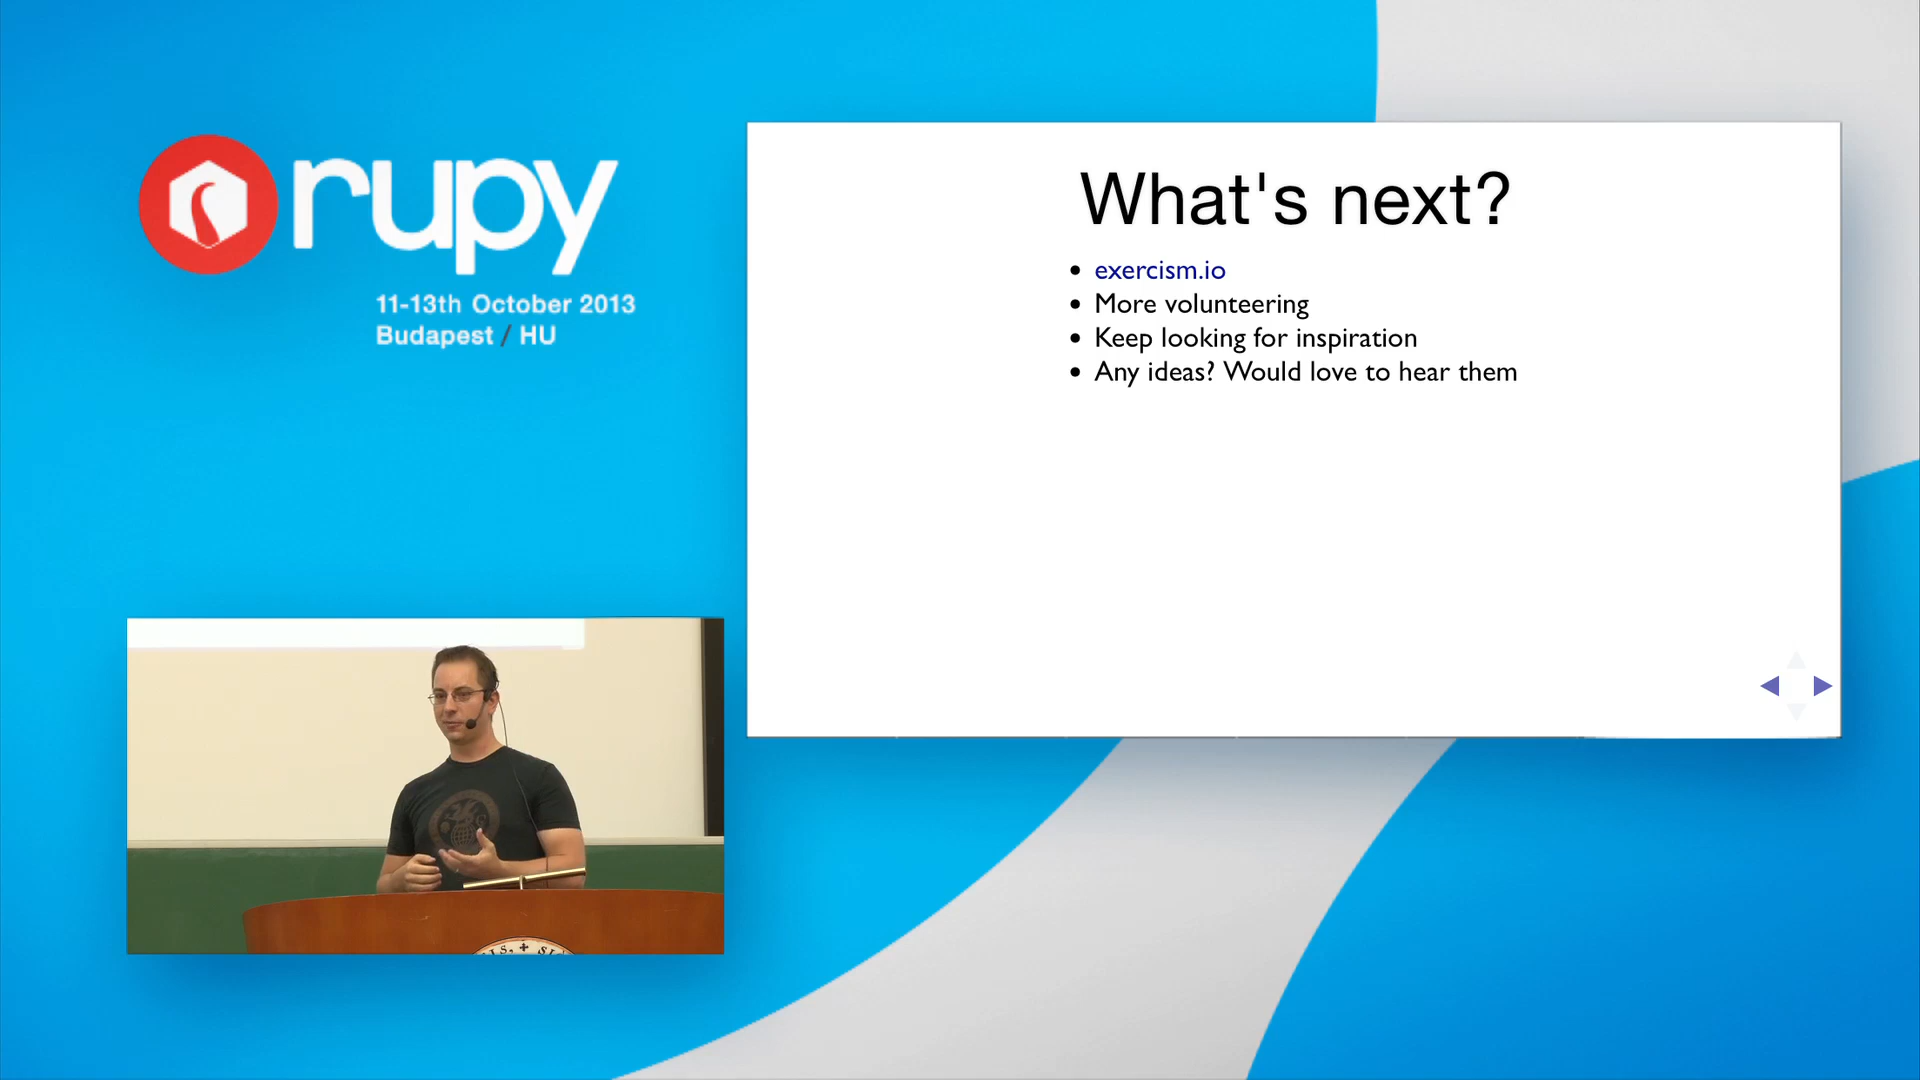 rupy
11-13th October 2013
Budapest / HU
What's next?
exercism.io
More volunteering
Keep looking for inspiration
Any ideas? Would love to hear them